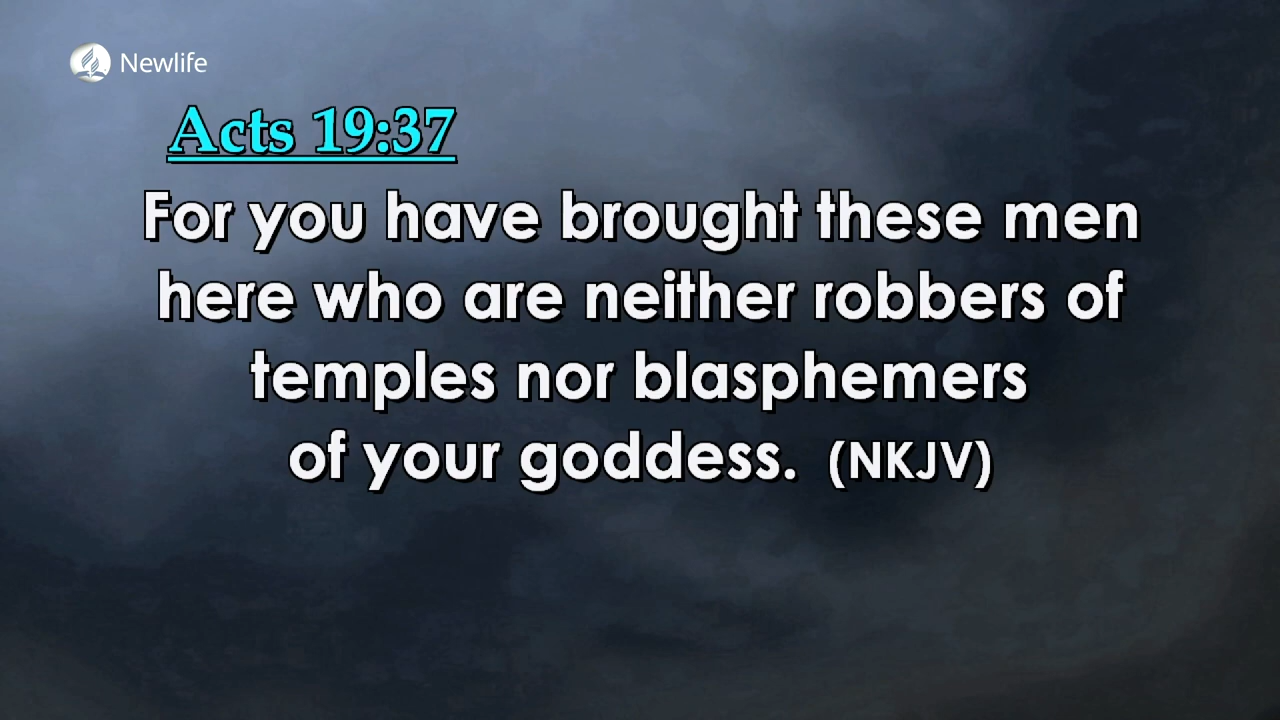 Newlife
Acts 19:37
For you have brought these men
here who are neither robbers of
temples nor blasphemers
of your goddess. (NKJV)